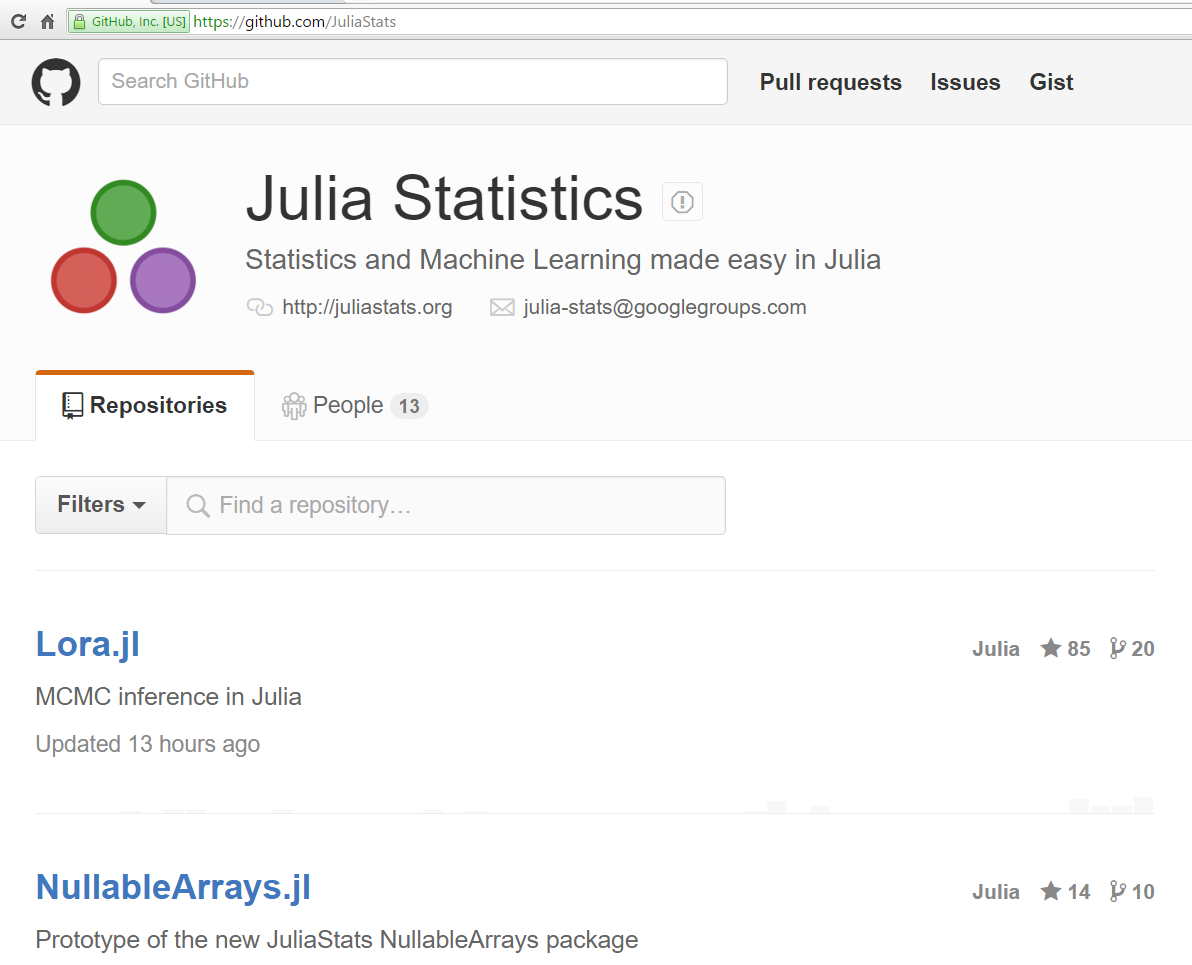 GitHub, Inc. [US] https://github.com/JuliaStats
Search GitHub Pull requests Issues Gist
Julia Statistics
Statistics and Machine Learning made easy in Julia
http://juliastats.org julia-stats@googlegroups.com
Repositories People 13
Filters Find a repository…
Lora.jl Julia 85 20
MCMC inference in Julia
Updated 13 hours ago
NullableArrays.jl Julia 14 10
Prototype of the new JuliaStats NullableArrays package